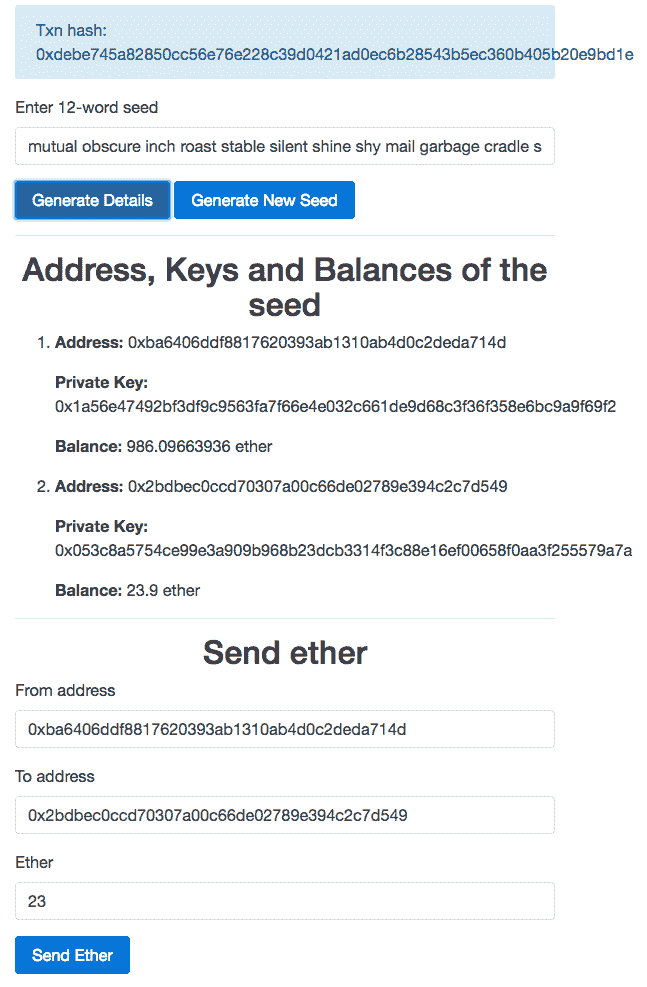 Txn hash:
0xdebe745a82850cc56e76e228c39d0421ad0ec6b28543b5ec360b405b20e9bd1e
Enter 12-word seed
mutual obscure inch roast stable silent shine shy mail garbage cradle s
Generate Details Generate New Seed
Address, Keys and Balances of the
seed
1. Address: 0xba6406ddf8817620393ab1310ab4d0c2deda714d
Private Key:
0x1a56e47492bf3df9c9563fa7f66e4e032c661de9d68c3f36f358e6bc9a9f69f2
Balance: 986.09663936 ether
2. Address: 0x2bdbec0ccd70307a00c66de02789e394c2c7d549
Private Key:
0x053c8a5754ce99e3a909b968b23dcb3314f3c88e16ef00658f0aa3f255579a7a
Balance: 23.9 ether
Send ether
From address
0xba6406ddf8817620393ab1310ab4d0c2deda714d
To address
0x2bdbec0ccd70307a00c66de02789e394c2c7d549
Ether
23
Send Ether